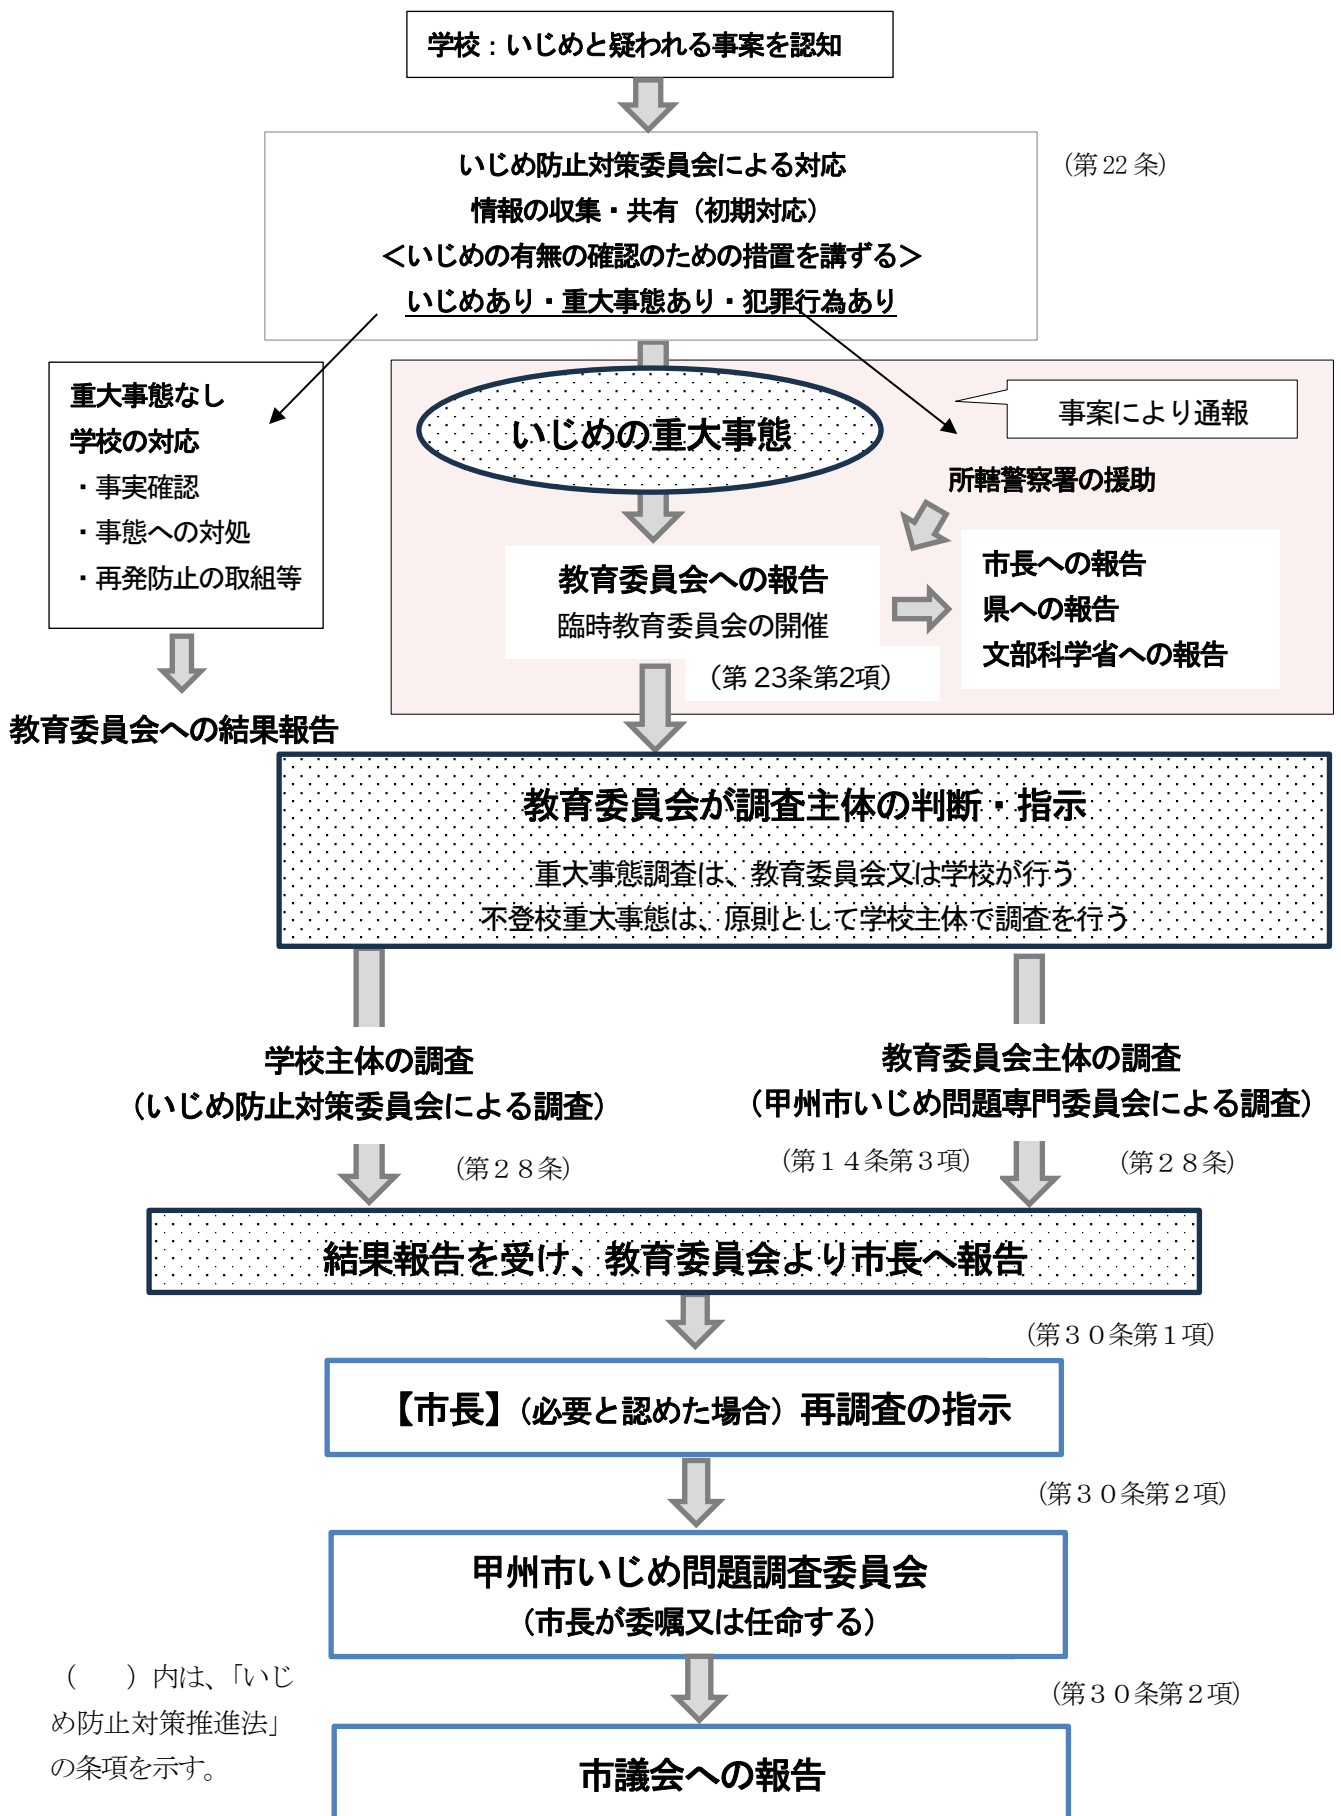 学校：いじめと疑われる事案を認知
いじめ防止対策委員会による対応
（第22条）
情報の収集・共有（初期対応）
＜いじめの有無の確認のための措置を講ずる＞
いじめあり・重大事態あり・犯罪行為あり
重大事態なし
学校の対応
・事実確認
・事態への対処
・再発防止の取組等
教育委員会への結果報告
いじめの重大事態
事案により通報
所轄警察署の援助
教育委員会への報告
臨時教育委員会の開催
（第23条第2項）
市長への報告
県への報告
文部科学省への報告
教育委員会が調査主体の判断・指示
重大事態調査は、教育委員会又は学校が行う
不登校重大事態は、原則として学校主体で調査を行う
学校主体の調査
（いじめ防止対策委員会による調査）
（第２８条）
教育委員会主体の調査
（甲州市いじめ問題専門委員会による調査）
（第１４条第３項）
（第２８条）
結果報告を受け、教育委員会より市長へ報告
（第３０条第１項）
【市長】（必要と認めた場合）再調査の指示
（第３０条第２項）
甲州市いじめ問題調査委員会
（市長が委嘱又は任命する）
（第３０条第２項）
市議会への報告
（　　）内は、「いじ
め防止対策推進法」
の条項を示す。